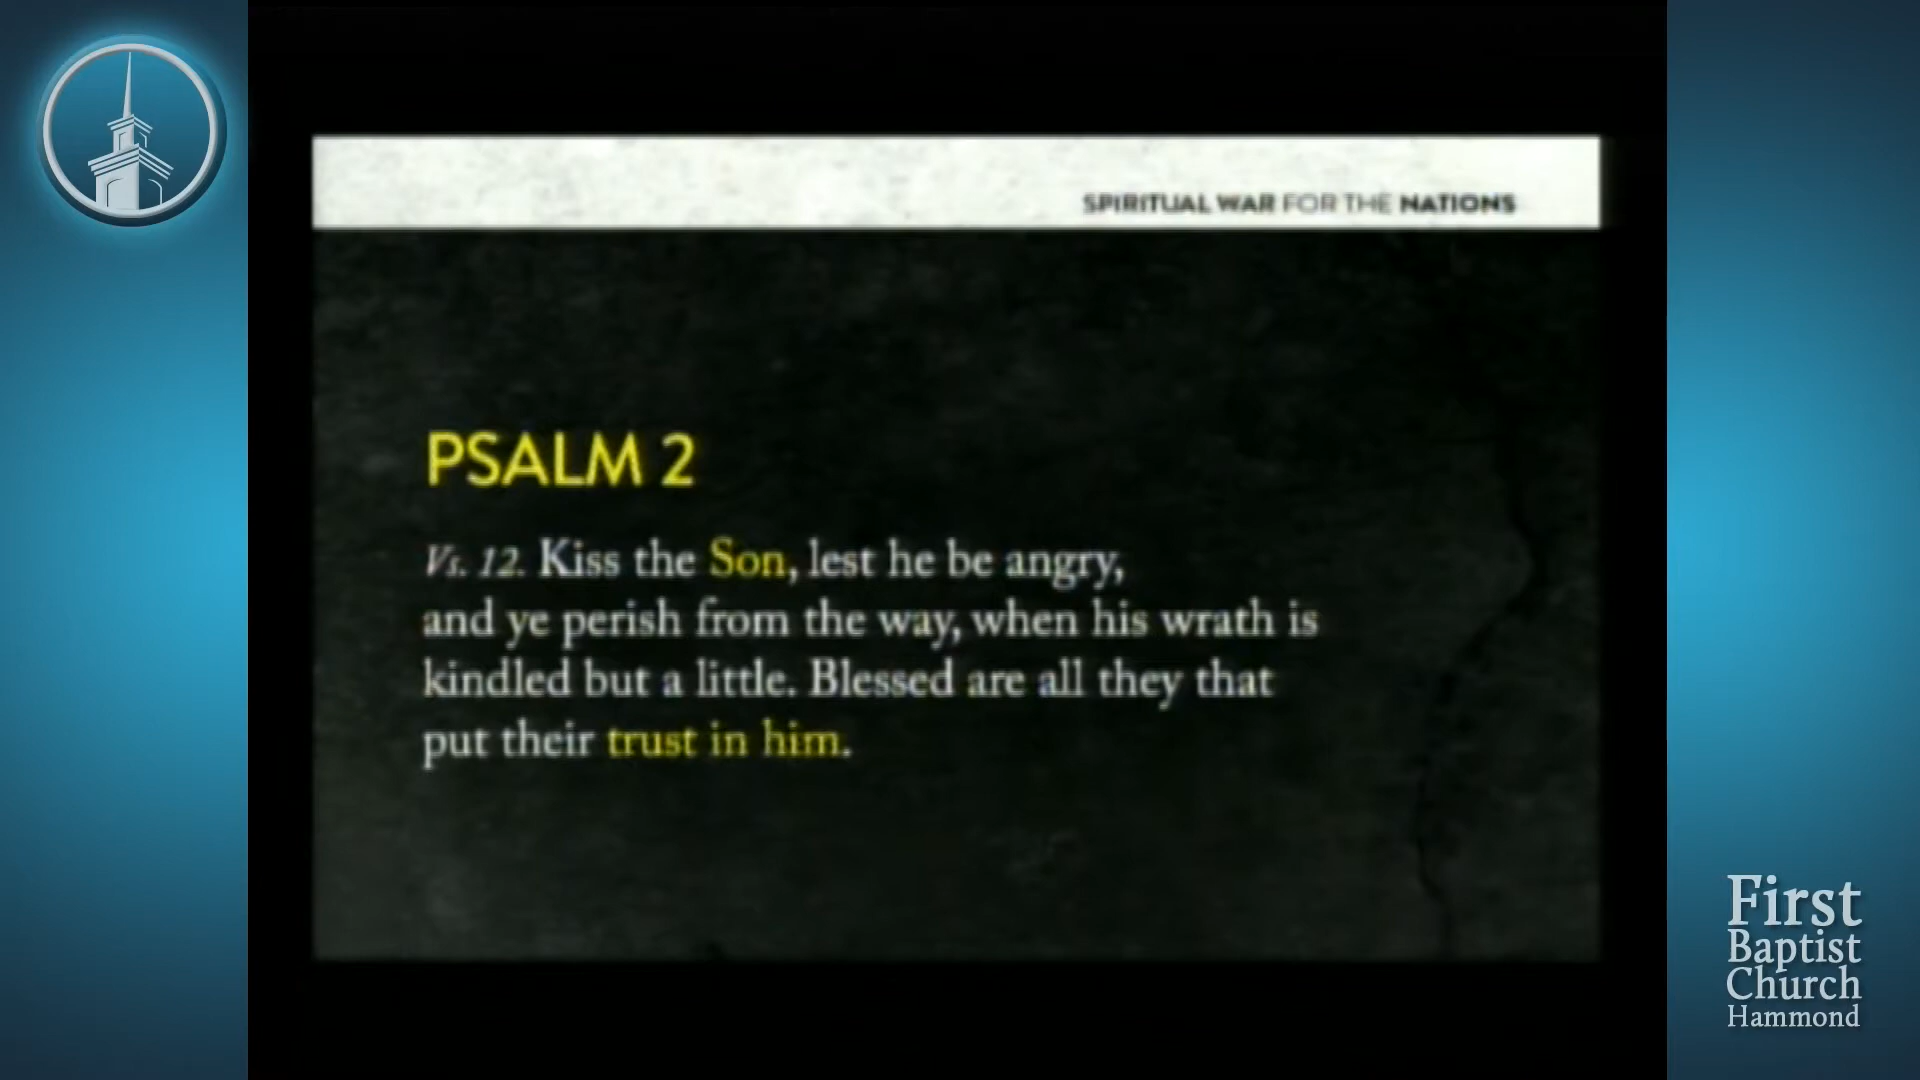 SPIRITUAL WAR FOR THE NATIONS
PSALM 2
Vs. 12. Kiss the Son, lest he be angry,
and ye perish from the way, when his wrath is
kindled but a little. Blessed are all they that
put their trust in him.
First
Baptist
Church
Hammond